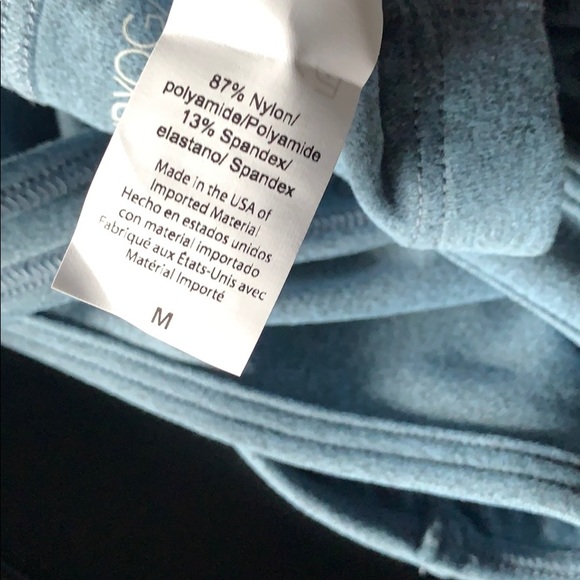 87% Nylon/
polyamide/Polyamide
13% Spandex/
elastano/ Spandex
Made in the USA of
Imported Material
Hecho en estados unidos
con material importado
Fabriqué aux États-Unis avec
Matérial Importé
M